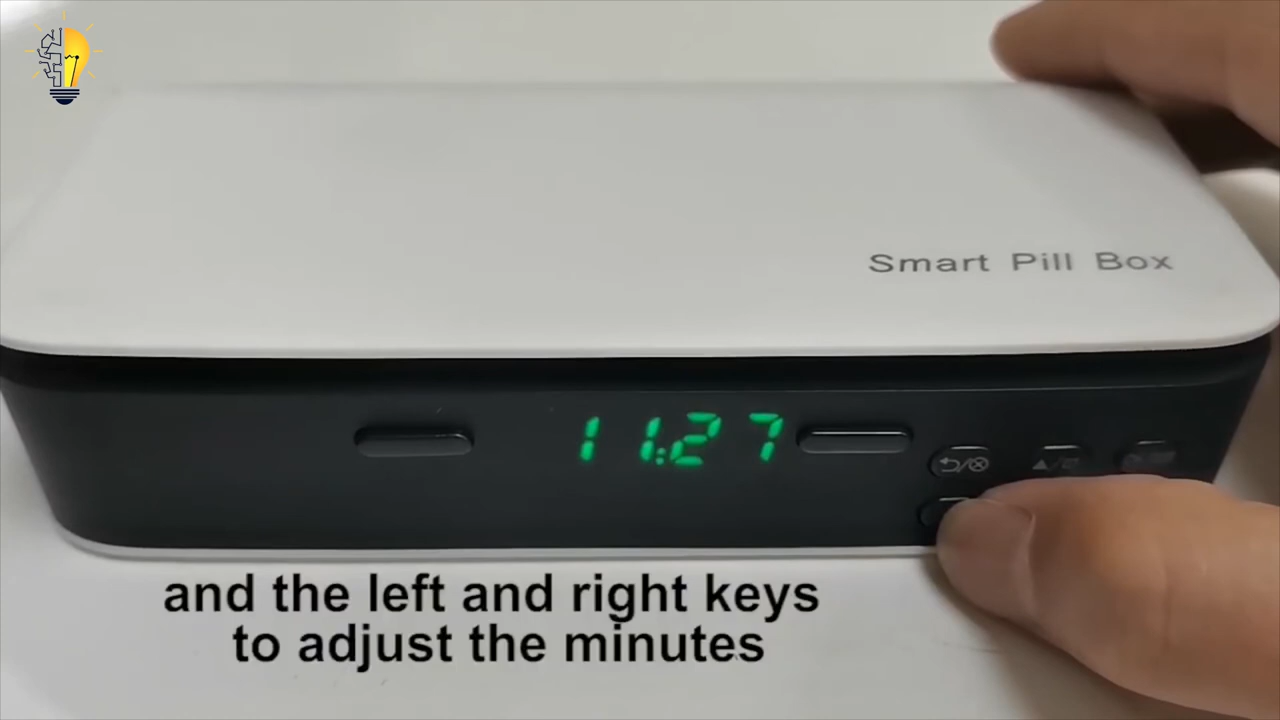 Smart Pill Box
11:27
and the left and right keys
to adjust the minutes